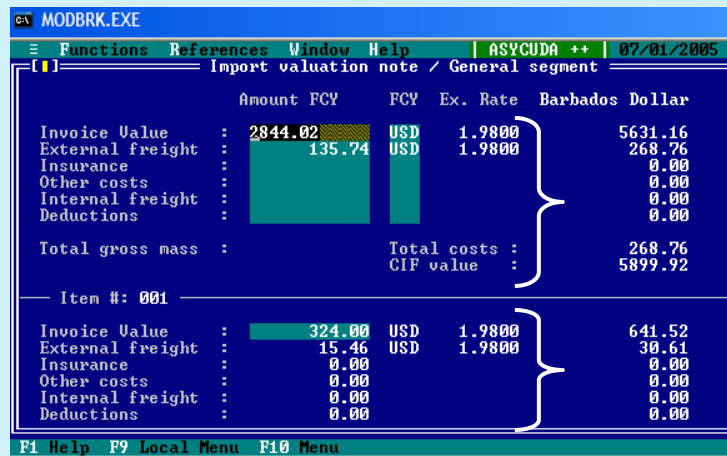 MODBRK.EXE
≡ Functions References Window Help | ASYCUDA ++ | 07/01/2005
[ ] Import valuation note / General segment
Amount FCY FCY Ex. Rate Barbados Dollar
Invoice Value : 2844.02 USD 1.9800 5631.16
External freight : 135.74 USD 1.9800 268.76
Insurance : 0.00
Other costs : 0.00
Internal freight : 0.00
Deductions : 0.00
Total gross mass : Total costs : 268.76
CIF value : 5899.92
Item #: 001
Invoice Value : 324.00 USD 1.9800 641.52
External freight : 15.46 USD 1.9800 30.61
Insurance : 0.00 0.00
Other costs : 0.00 0.00
Internal freight : 0.00 0.00
Deductions : 0.00 0.00
F1 Help F9 Local Menu F10 Menu